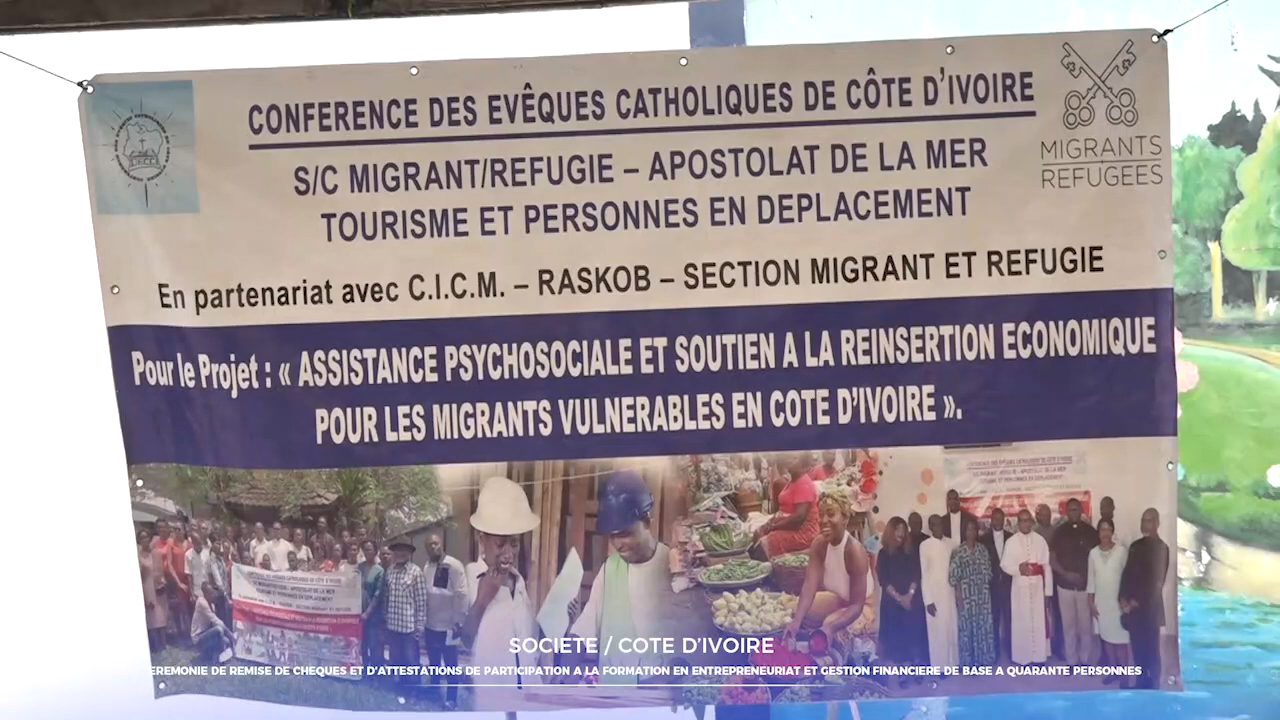 CONFERENCE DES EVÊQUES CATHOLIQUES DE CÔTE D'IVOIRE
S/C MIGRANT/REFUGIE – APOSTOLAT DE LA MER
TOURISME ET PERSONNES EN DEPLACEMENT
MIGRANTS
REFUGEES
En partenariat avec C.I.C.M. – RASKOB – SECTION MIGRANT ET REFUGIE
Pour le Projet : « ASSISTANCE PSYCHOSOCIALE ET SOUTIEN A LA REINSERTION ECONOMIQUE
POUR LES MIGRANTS VULNERABLES EN COTE D'IVOIRE ».
SOCIETE / COTE D'IVOIRE
EREMONIE DE REMISE DE CHEQUES ET D'ATTESTATIONS DE PARTICIPATION A LA FORMATION EN ENTREPRENEURIAT ET GESTION FINANCIERE DE BASE A QUARANTE PERSONNES